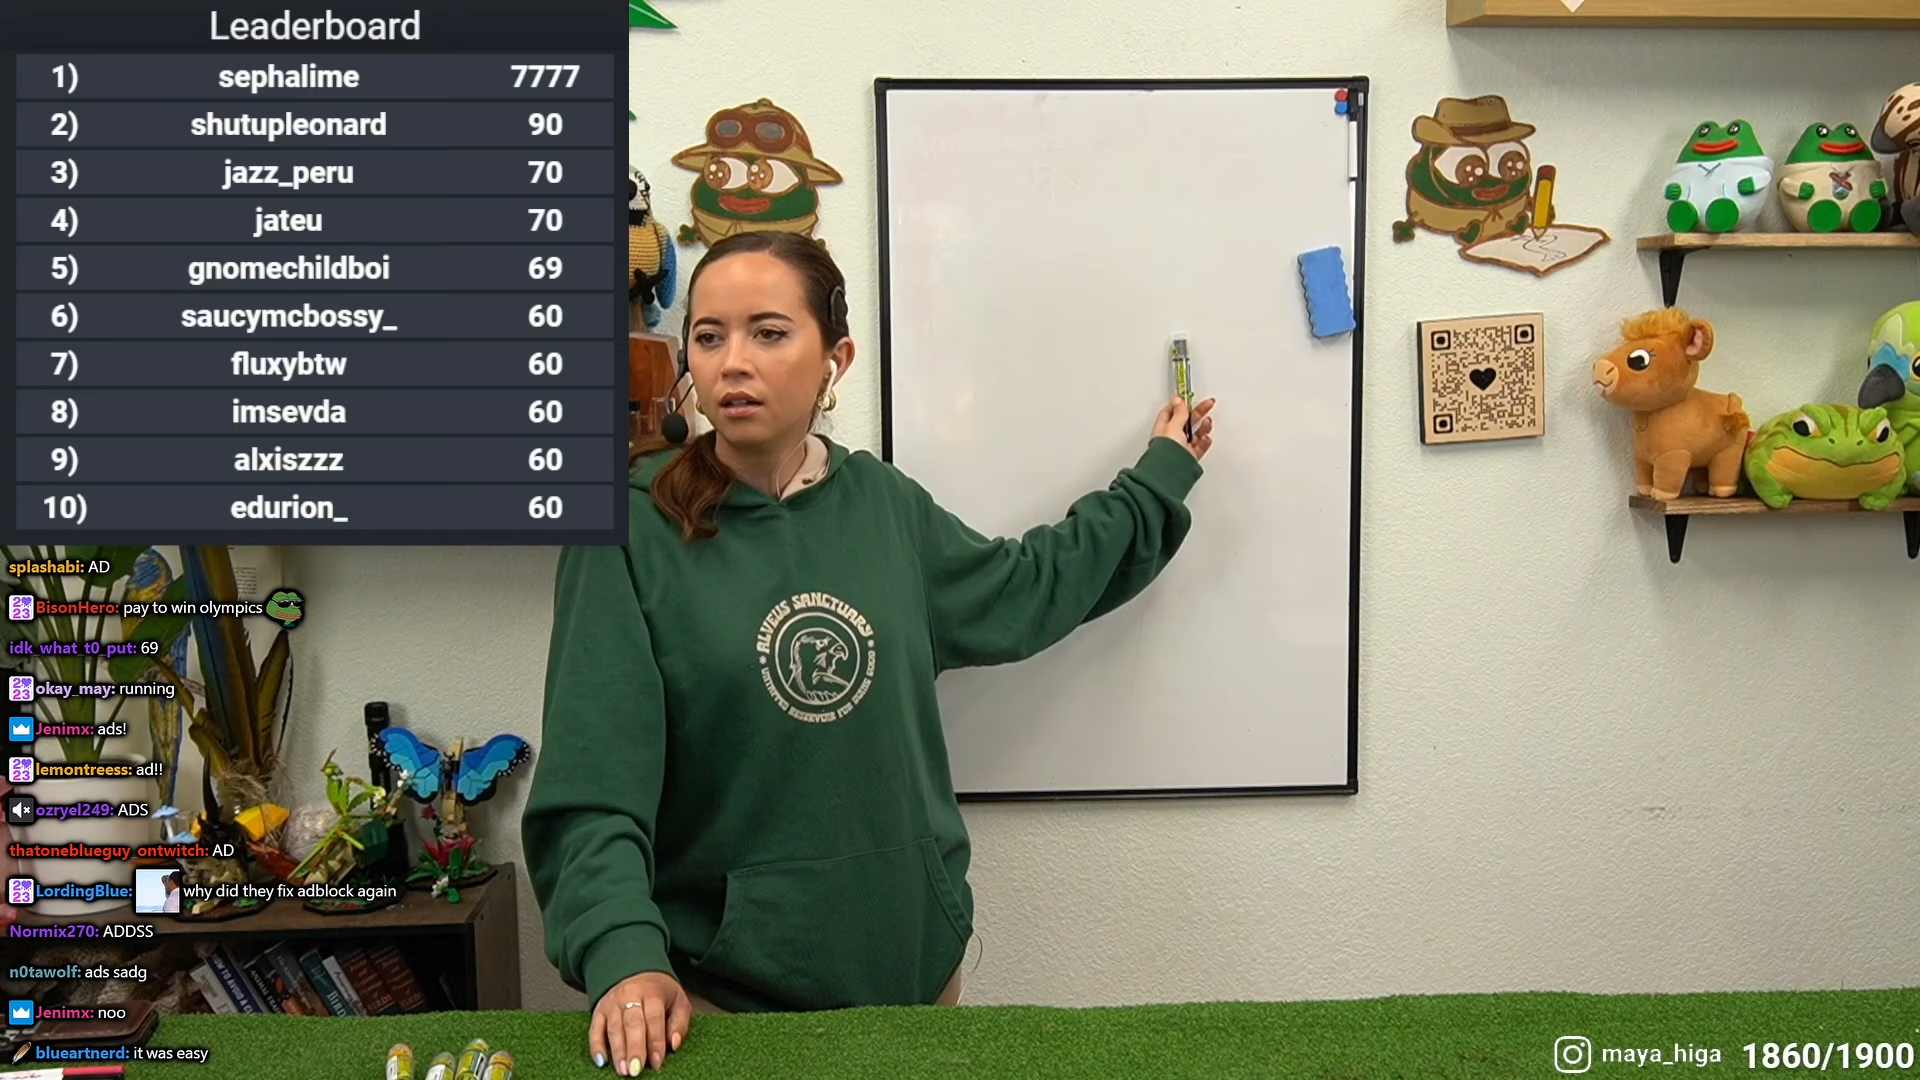 Leaderboard
1) sephalime 7777
2) shutupleonard 90
3) jazz_peru 70
4) jateu 70
5) gnomechildboi 69
6) saucymcbossy_ 60
7) fluxybtw 60
8) imsevda 60
9) alxiszzz 60
10) edurion_ 60
splashabi: AD
BisonHero: pay to win olympics
idk_what_t0_put: 69
okay_may: running
Jenimx: ads!
lemontreess: ad!!
ozryel249: ADS
thatoneblueguy_ontwitch: AD
LordingBlue: why did they fix adblock again
Normix270: ADDSS
n0tawolf: ads sadg
Jenimx: noo
blueartnerd: it was easy
ALVEUS SANCTUARY
maya_higa 1860/1900